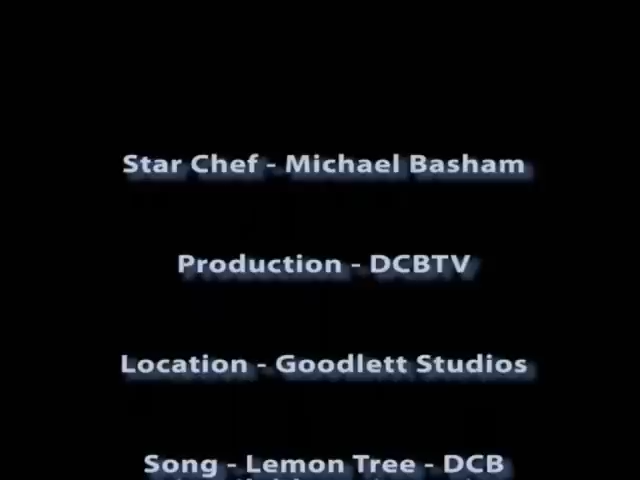 Star Chef - Michael Basham
Production - DCBTV
Location - Goodlett Studios
Song - Lemon Tree - DCB